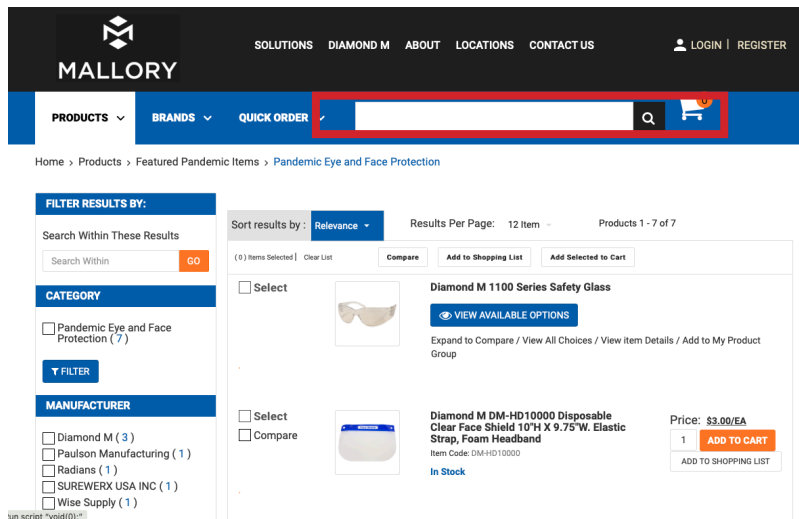 MALLORY
SOLUTIONS DIAMOND M ABOUT LOCATIONS CONTACT US LOGIN | REGISTER
PRODUCTS BRANDS QUICK ORDER 0
Home > Products > Featured Pandemic Items > Pandemic Eye and Face Protection
FILTER RESULTS BY:
Search Within These Results
Search Within GO
CATEGORY
Pandemic Eye and Face
Protection ( 7 )
FILTER
MANUFACTURER
Diamond M ( 3 )
Paulson Manufacturing ( 1 )
Radians ( 1 )
SUREWERX USA INC ( 1 )
Wise Supply ( 1 )
Sort results by : Relevance Results Per Page: 12 Item Products 1 - 7 of 7
( 0 ) Items Selected | Clear List Compare Add to Shopping List Add Selected to Cart
Select
Diamond M 1100 Series Safety Glass
VIEW AVAILABLE OPTIONS
Expand to Compare / View All Choices / View item Details / Add to My Product
Group
Select
Compare
Diamond M DM-HD10000 Disposable
Clear Face Shield 10"H X 9.75"W. Elastic
Strap, Foam Headband
Item Code: DM-HD10000
In Stock
Price: $3.00/EA
1 ADD TO CART
ADD TO SHOPPING LIST
script "void(0);"